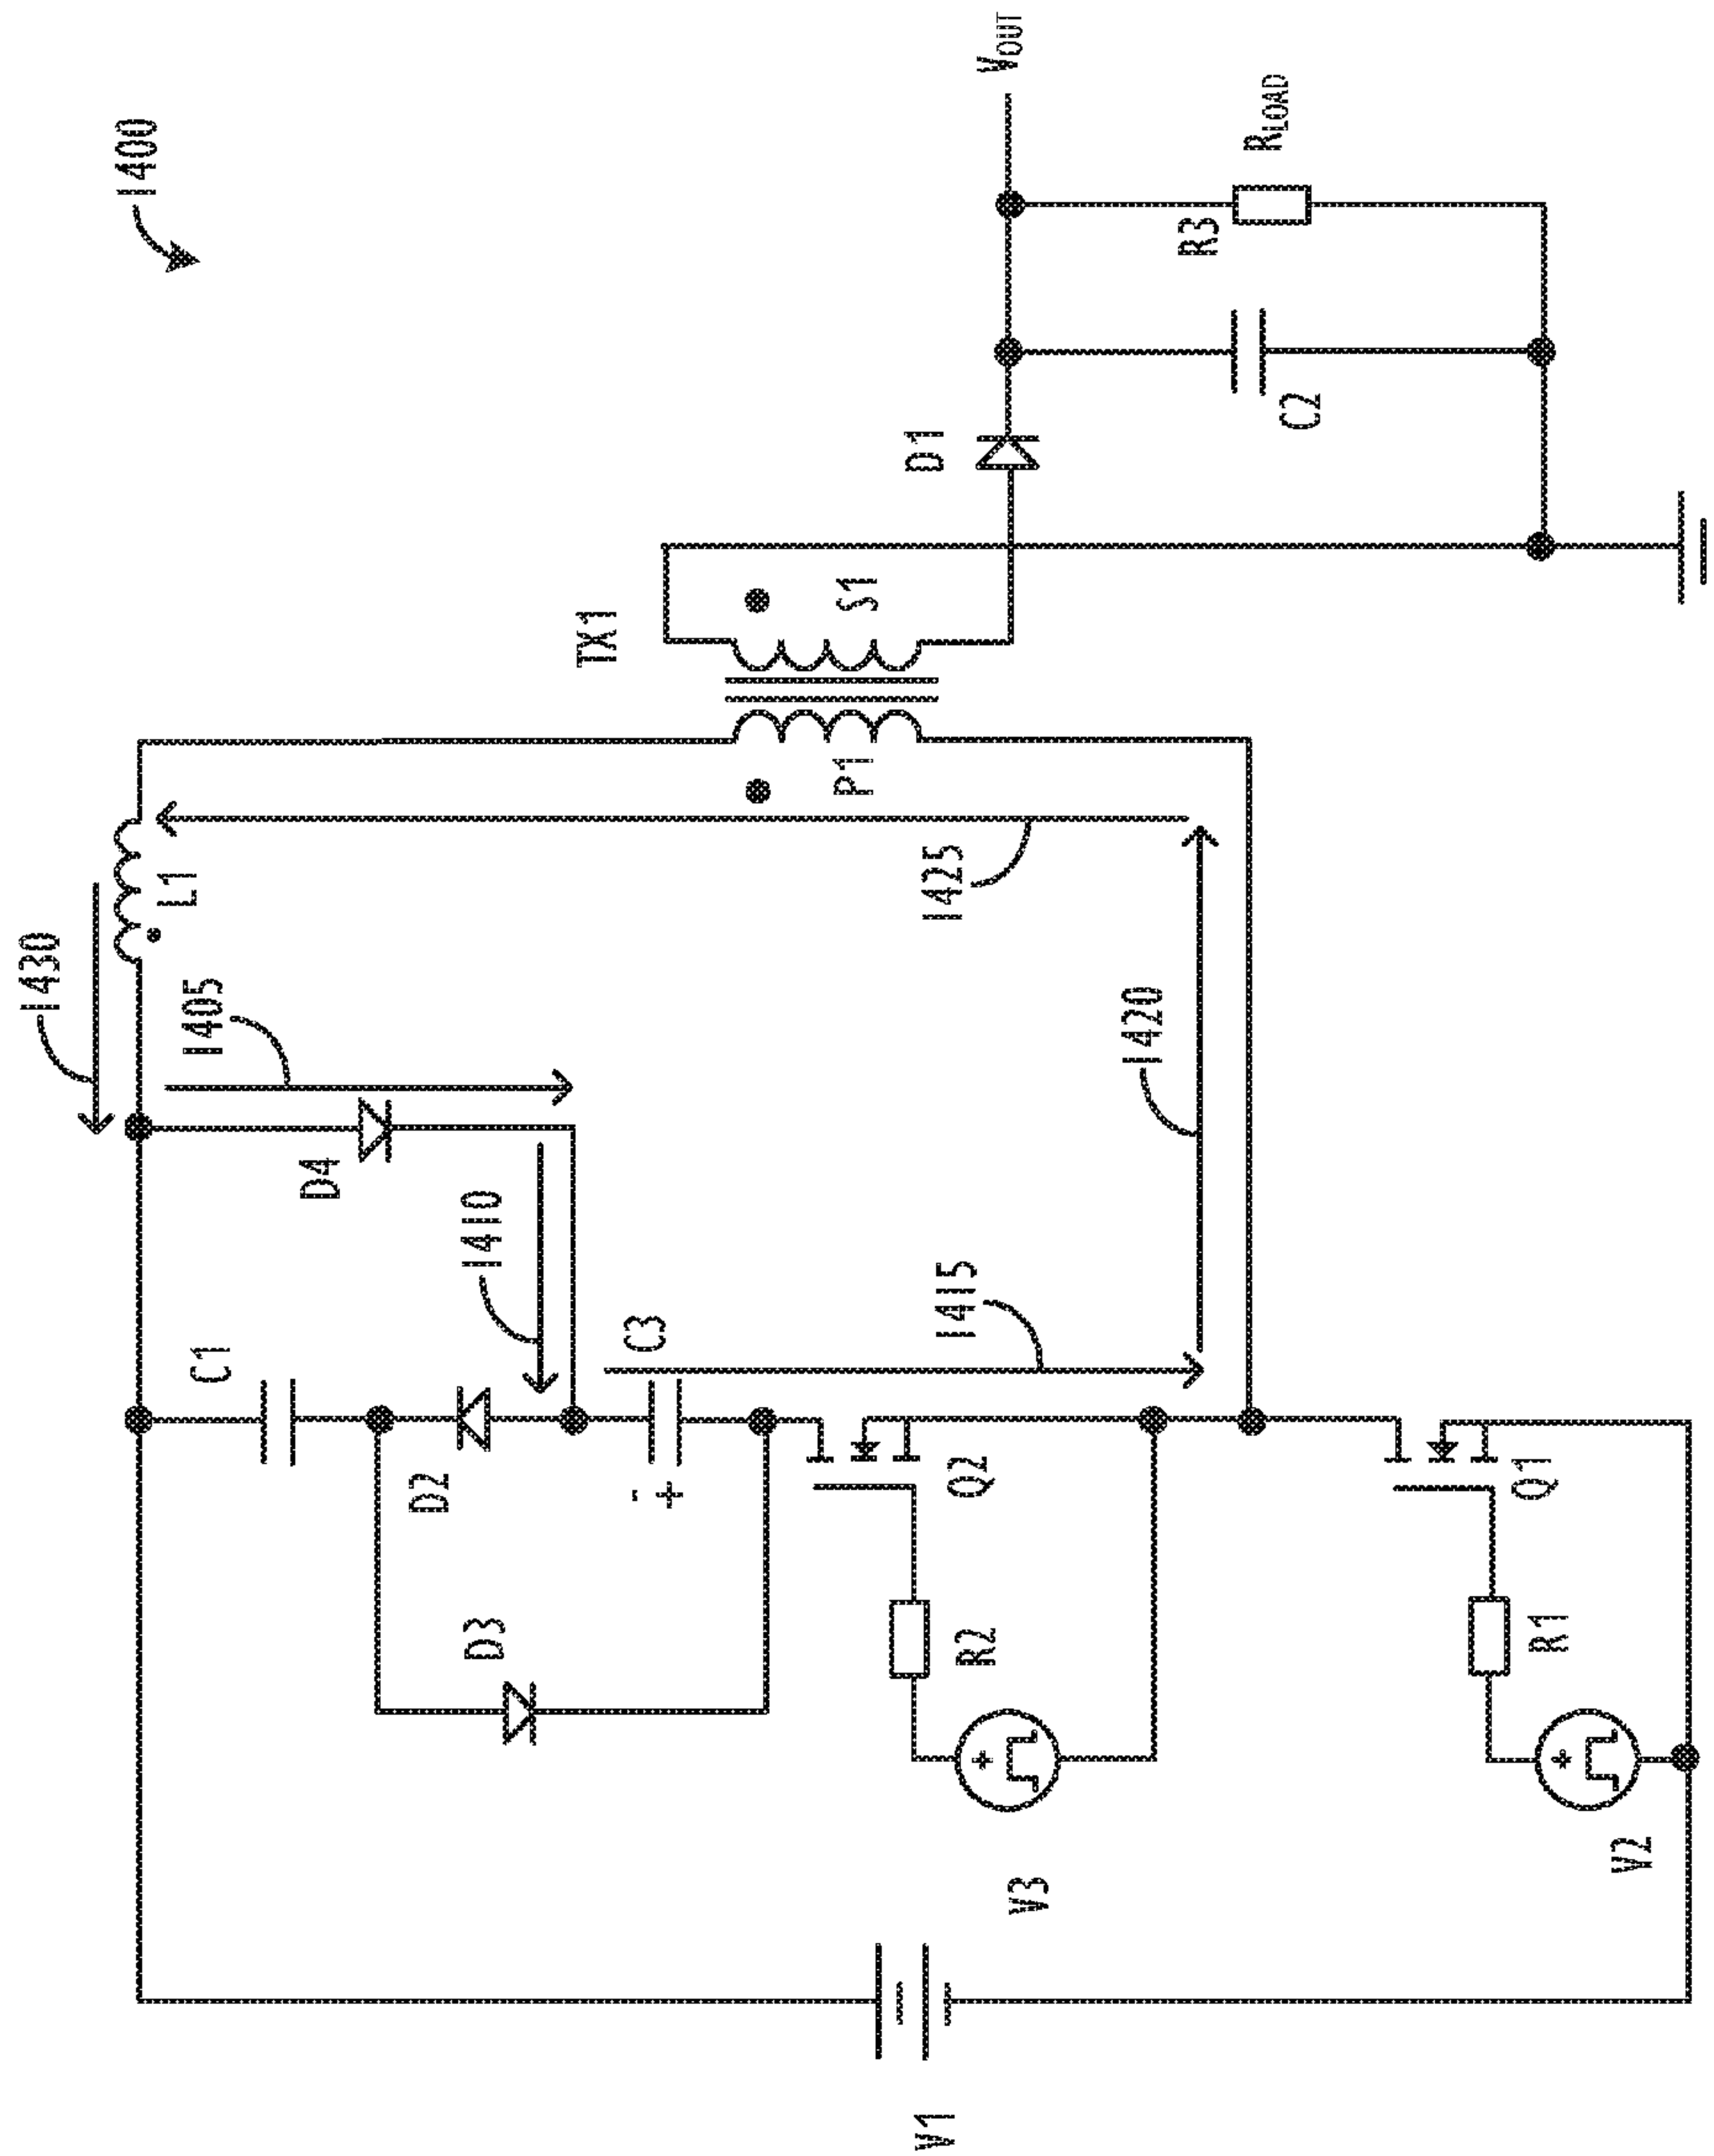 1400
1430
L1
1405
D4
1410
C1
D2
D3
C3
-
+
1415
1420
1425
TX1
P1
S1
D1
VOUT
C2
R3
RLOAD
Q2
R2
+
V3
Q1
R1
+
V2
V1